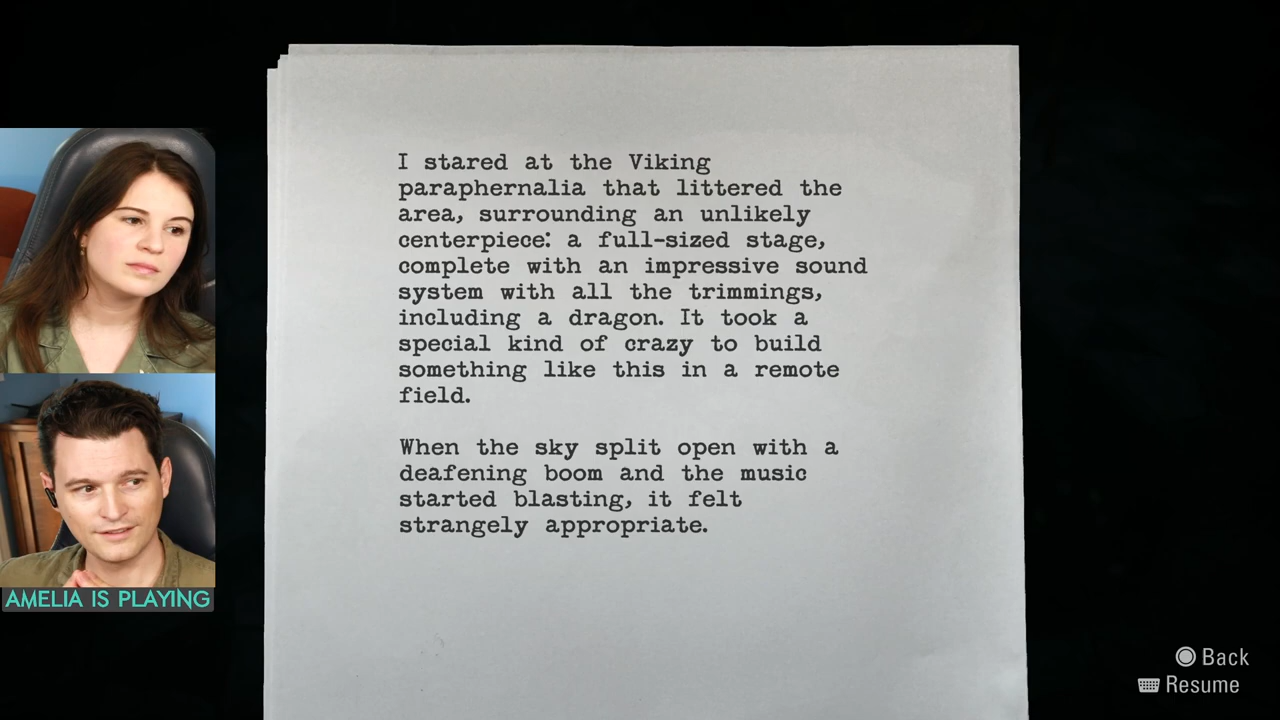 I stared at the Viking
paraphernalia that littered the
area, surrounding an unlikely
centerpiece: a full-sized stage,
complete with an impressive sound
system with all the trimmings,
including a dragon. It took a
special kind of crazy to build
something like this in a remote
field.
When the sky split open with a
deafening boom and the music
started blasting, it felt
strangely appropriate.
AMELIA IS PLAYING
Back
Resume